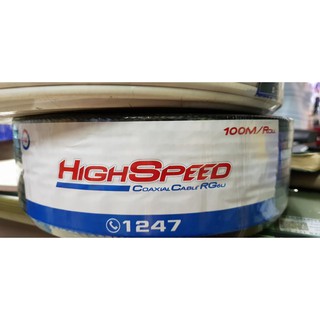 100M/ROLL
HIGHSPEED
COAXIAL CABLE RG6U
1247